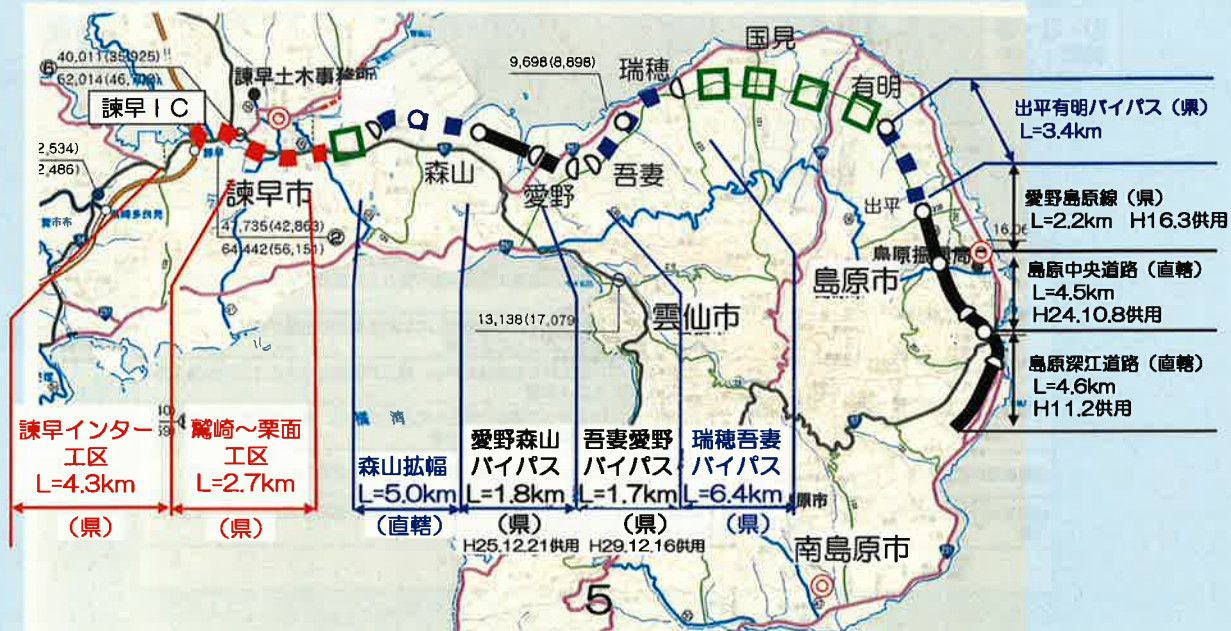 40,011(35,925)
諫早土木事務所
諫早ＩＣ
9,698(8,898)
国見
瑞穂
有明
出平有明バイパス（県）
L=3.4km
2,534)
2,486)
諫早市
47,735(42,863)
64,442(56,151)
②
森山
愛野
吾妻
出平
愛野島原線（県）
L=2.2km　H16.3供用
島原振興局
島原市
島原中央道路（直轄）
L=4.5km
H24.10.8供用
13,138(17,079
雲仙市
島原深江道路（直轄）
L=4.6km
H11.2供用
諫早インター
工区
L=4.3km
（県）
鷲崎～栗面
工区
L=2.7km
（県）
森山拡幅
L=5.0km
（直轄）
愛野森山
バイパス
L=1.8km
（県）
H25.12.21供用
吾妻愛野
バイパス
L=1.7km
（県）
H29.12.16供用
瑞穂吾妻
バイパス
L=6.4km
（県）
原市
南島原市
5